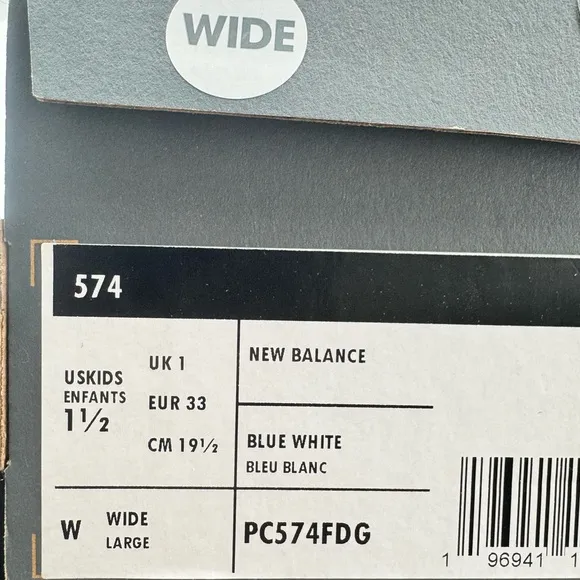 WIDE
574
USKIDS
ENFANTS
1½
UK 1
EUR 33
CM 19½
NEW BALANCE
BLUE WHITE
BLEU BLANC
W
WIDE
LARGE
PC574FDG
1 96941 1